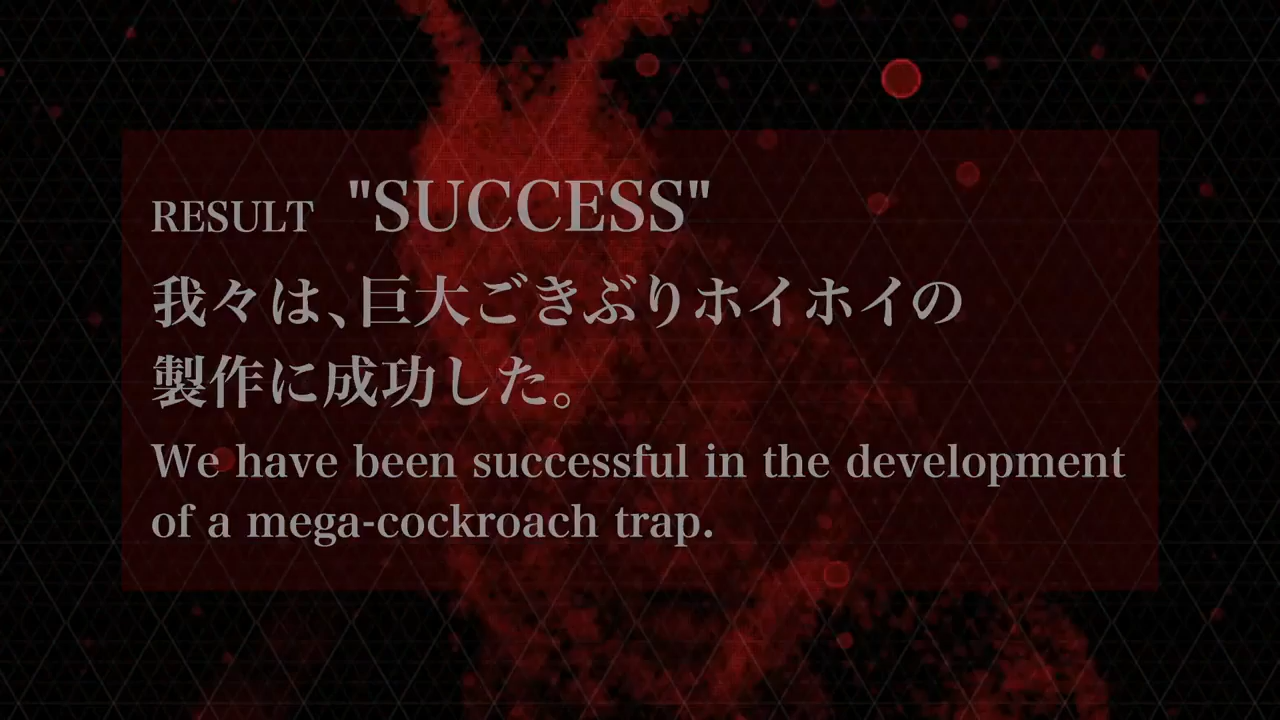 RESULT "SUCCESS"
我々は、巨大ごきぶりホイホイの
製作に成功した。
We have been successful in the development
of a mega-cockroach trap.